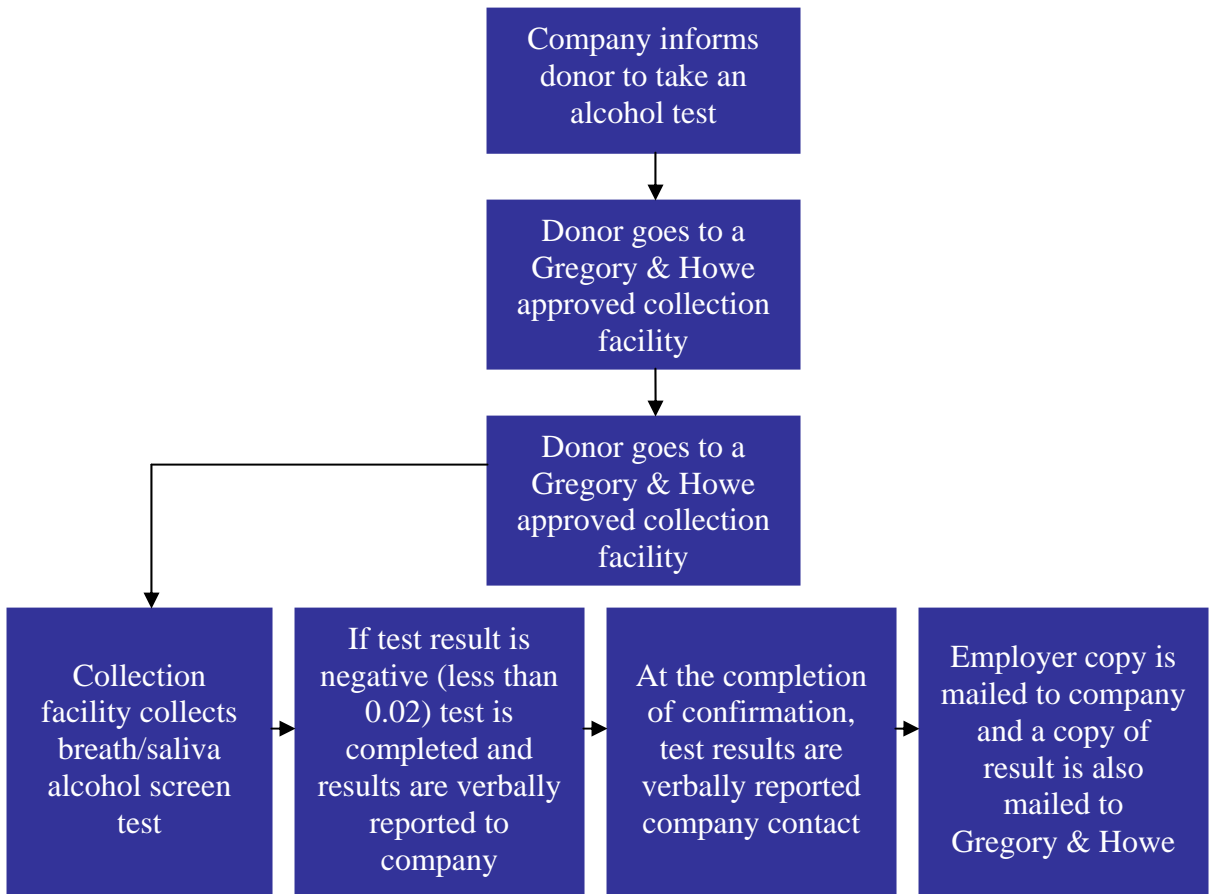 Company informs
donor to take an
alcohol test
Donor goes to a
Gregory & Howe
approved collection
facility
Donor goes to a
Gregory & Howe
approved collection
facility
Collection
facility collects
breath/saliva
alcohol screen
test
If test result is
negative (less than
0.02) test is
completed and
results are verbally
reported to
company
At the completion
of confirmation,
test results are
verbally reported
company contact
Employer copy is
mailed to company
and a copy of
result is also
mailed to
Gregory & Howe